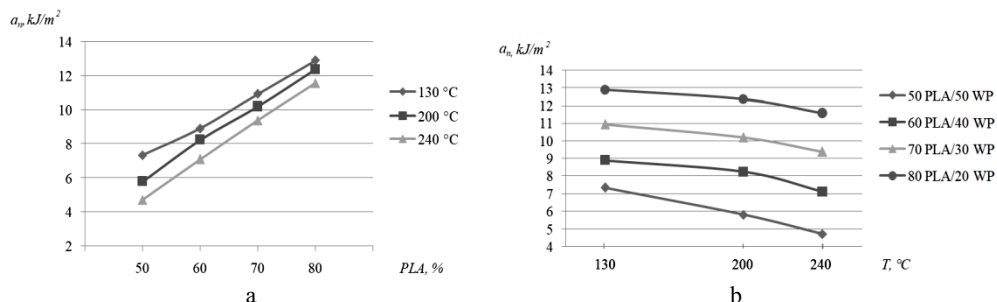 aₙ, kJ/m²
14
12
10
8
6
4
2
50 60 70 80 PLA, %
130 °C
200 °C
240 °C
a
aₙ, kJ/m²
14
13
12
11
10
9
8
7
6
5
4
130 200 240 T, °C
50 PLA/50 WP
60 PLA/40 WP
70 PLA/30 WP
80 PLA/20 WP
b